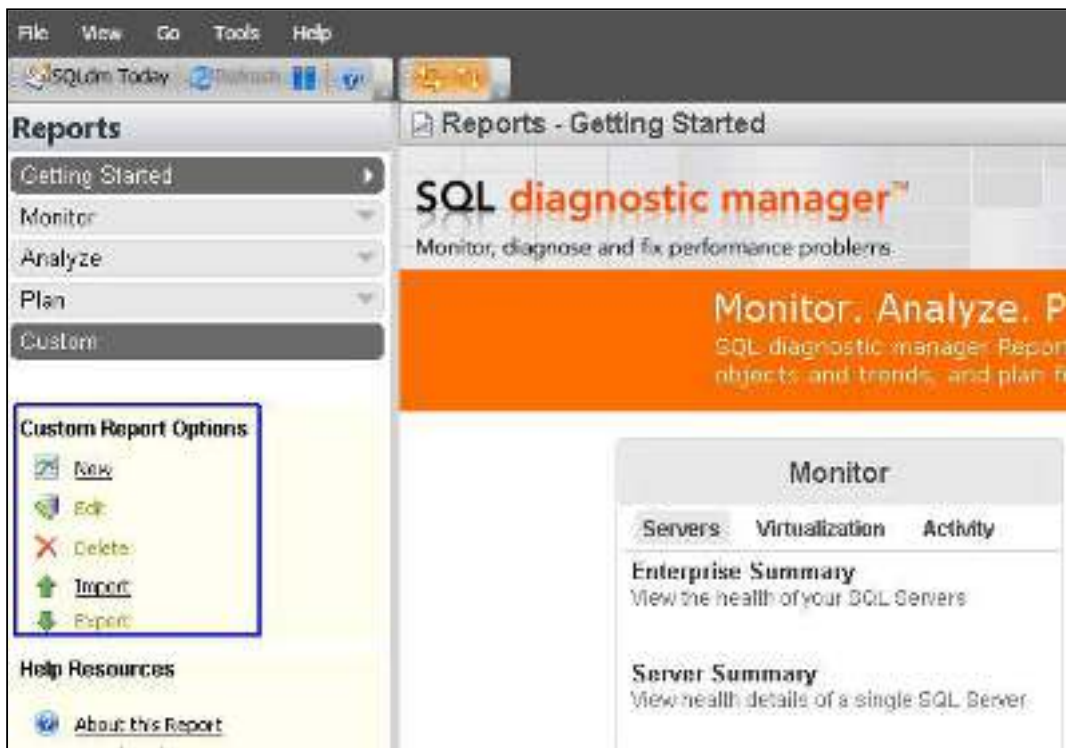 File View Go Tools Help
SQLdm Today Refresh
Reports
Reports - Getting Started
Getting Started
Monitor
Analyze
Plan
Custom
SQL diagnostic manager™
Monitor, diagnose and fix performance problems
Monitor. Analyze. P
SQL diagnostic manager Repor
objects and trends, and plan f
Custom Report Options
New
Edit
Delete
Import
Export
Help Resources
About this Report
Monitor
Servers Virtualization Activity
Enterprise Summary
View the health of your SQL Servers
Server Summary
View health details of a single SQL Server